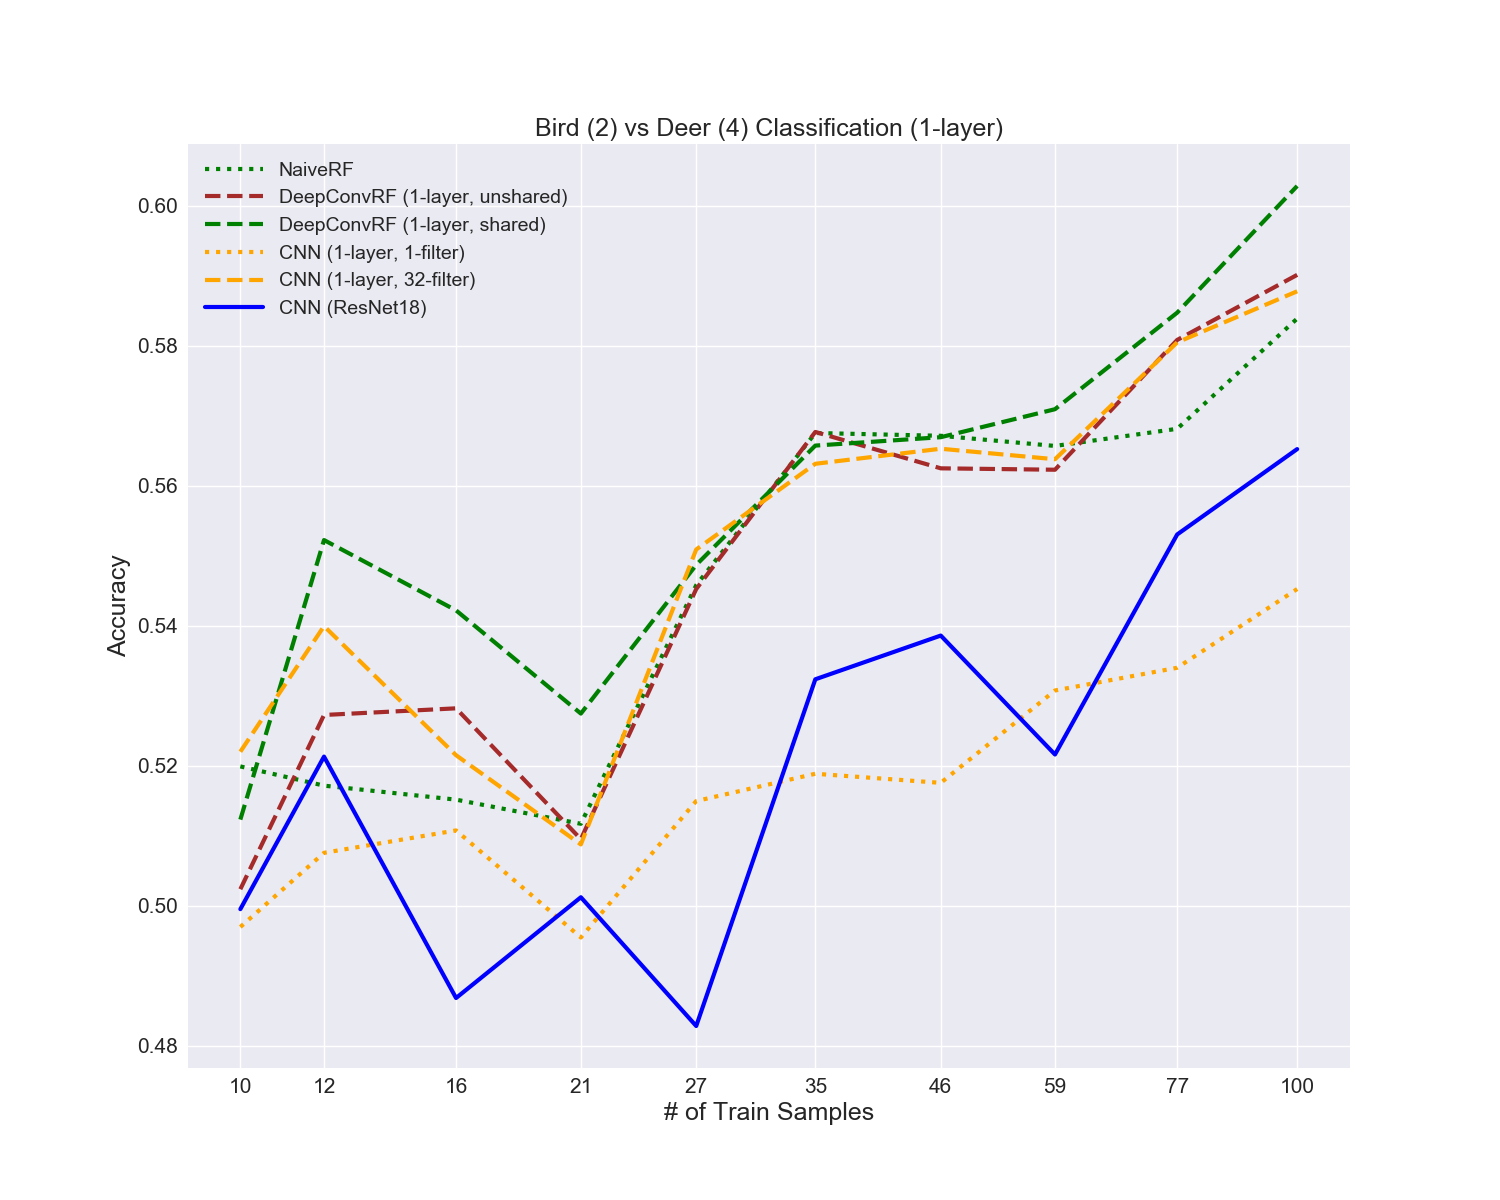 Bird (2) vs Deer (4) Classification (1-layer)
NaiveRF
DeepConvRF (1-layer, unshared)
DeepConvRF (1-layer, shared)
CNN (1-layer, 1-filter)
CNN (1-layer, 32-filter)
CNN (ResNet18)
0.60
0.58
0.56
0.54
0.52
0.50
0.48
Accuracy
10 12 16 21 27 35 46 59 77 100
# of Train Samples